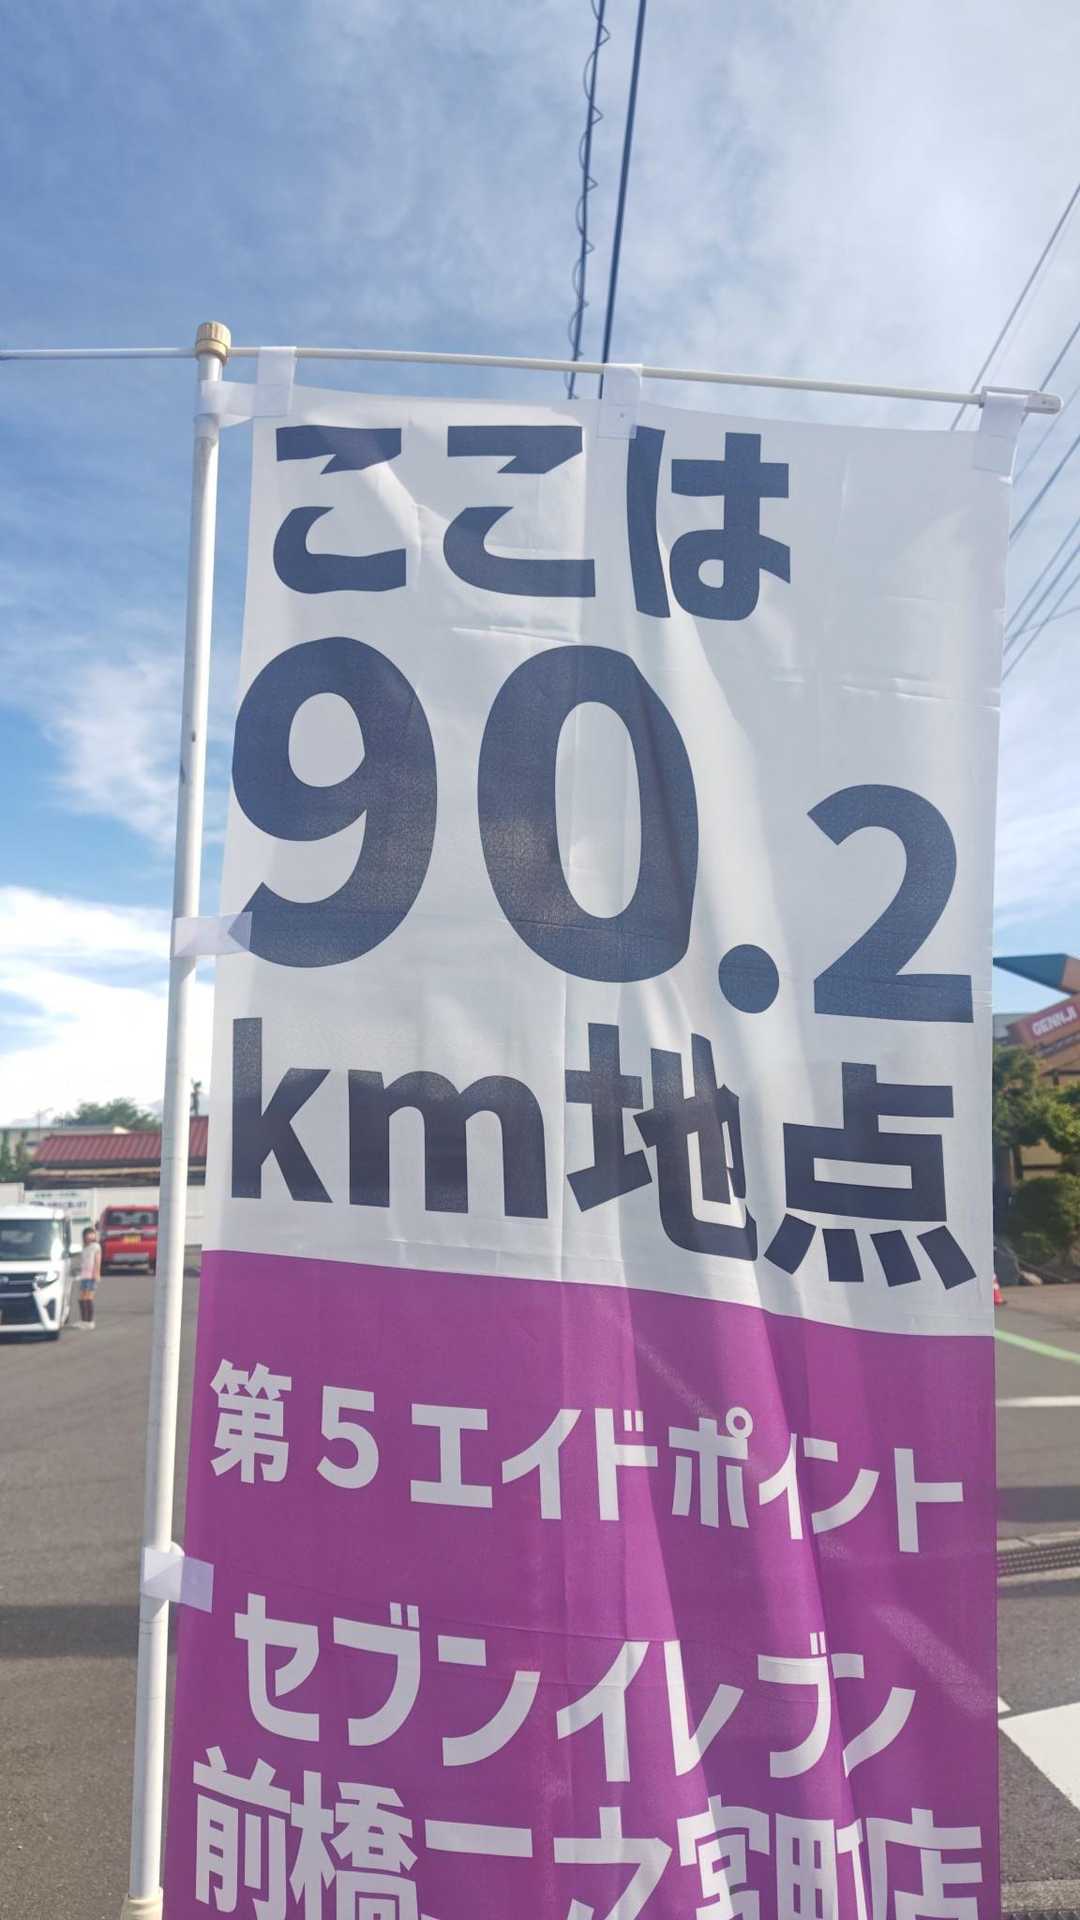 ここは
90.2
km地点
第5エイドポイント
セブンイレブン
前橋二之宮町店
GENNJI